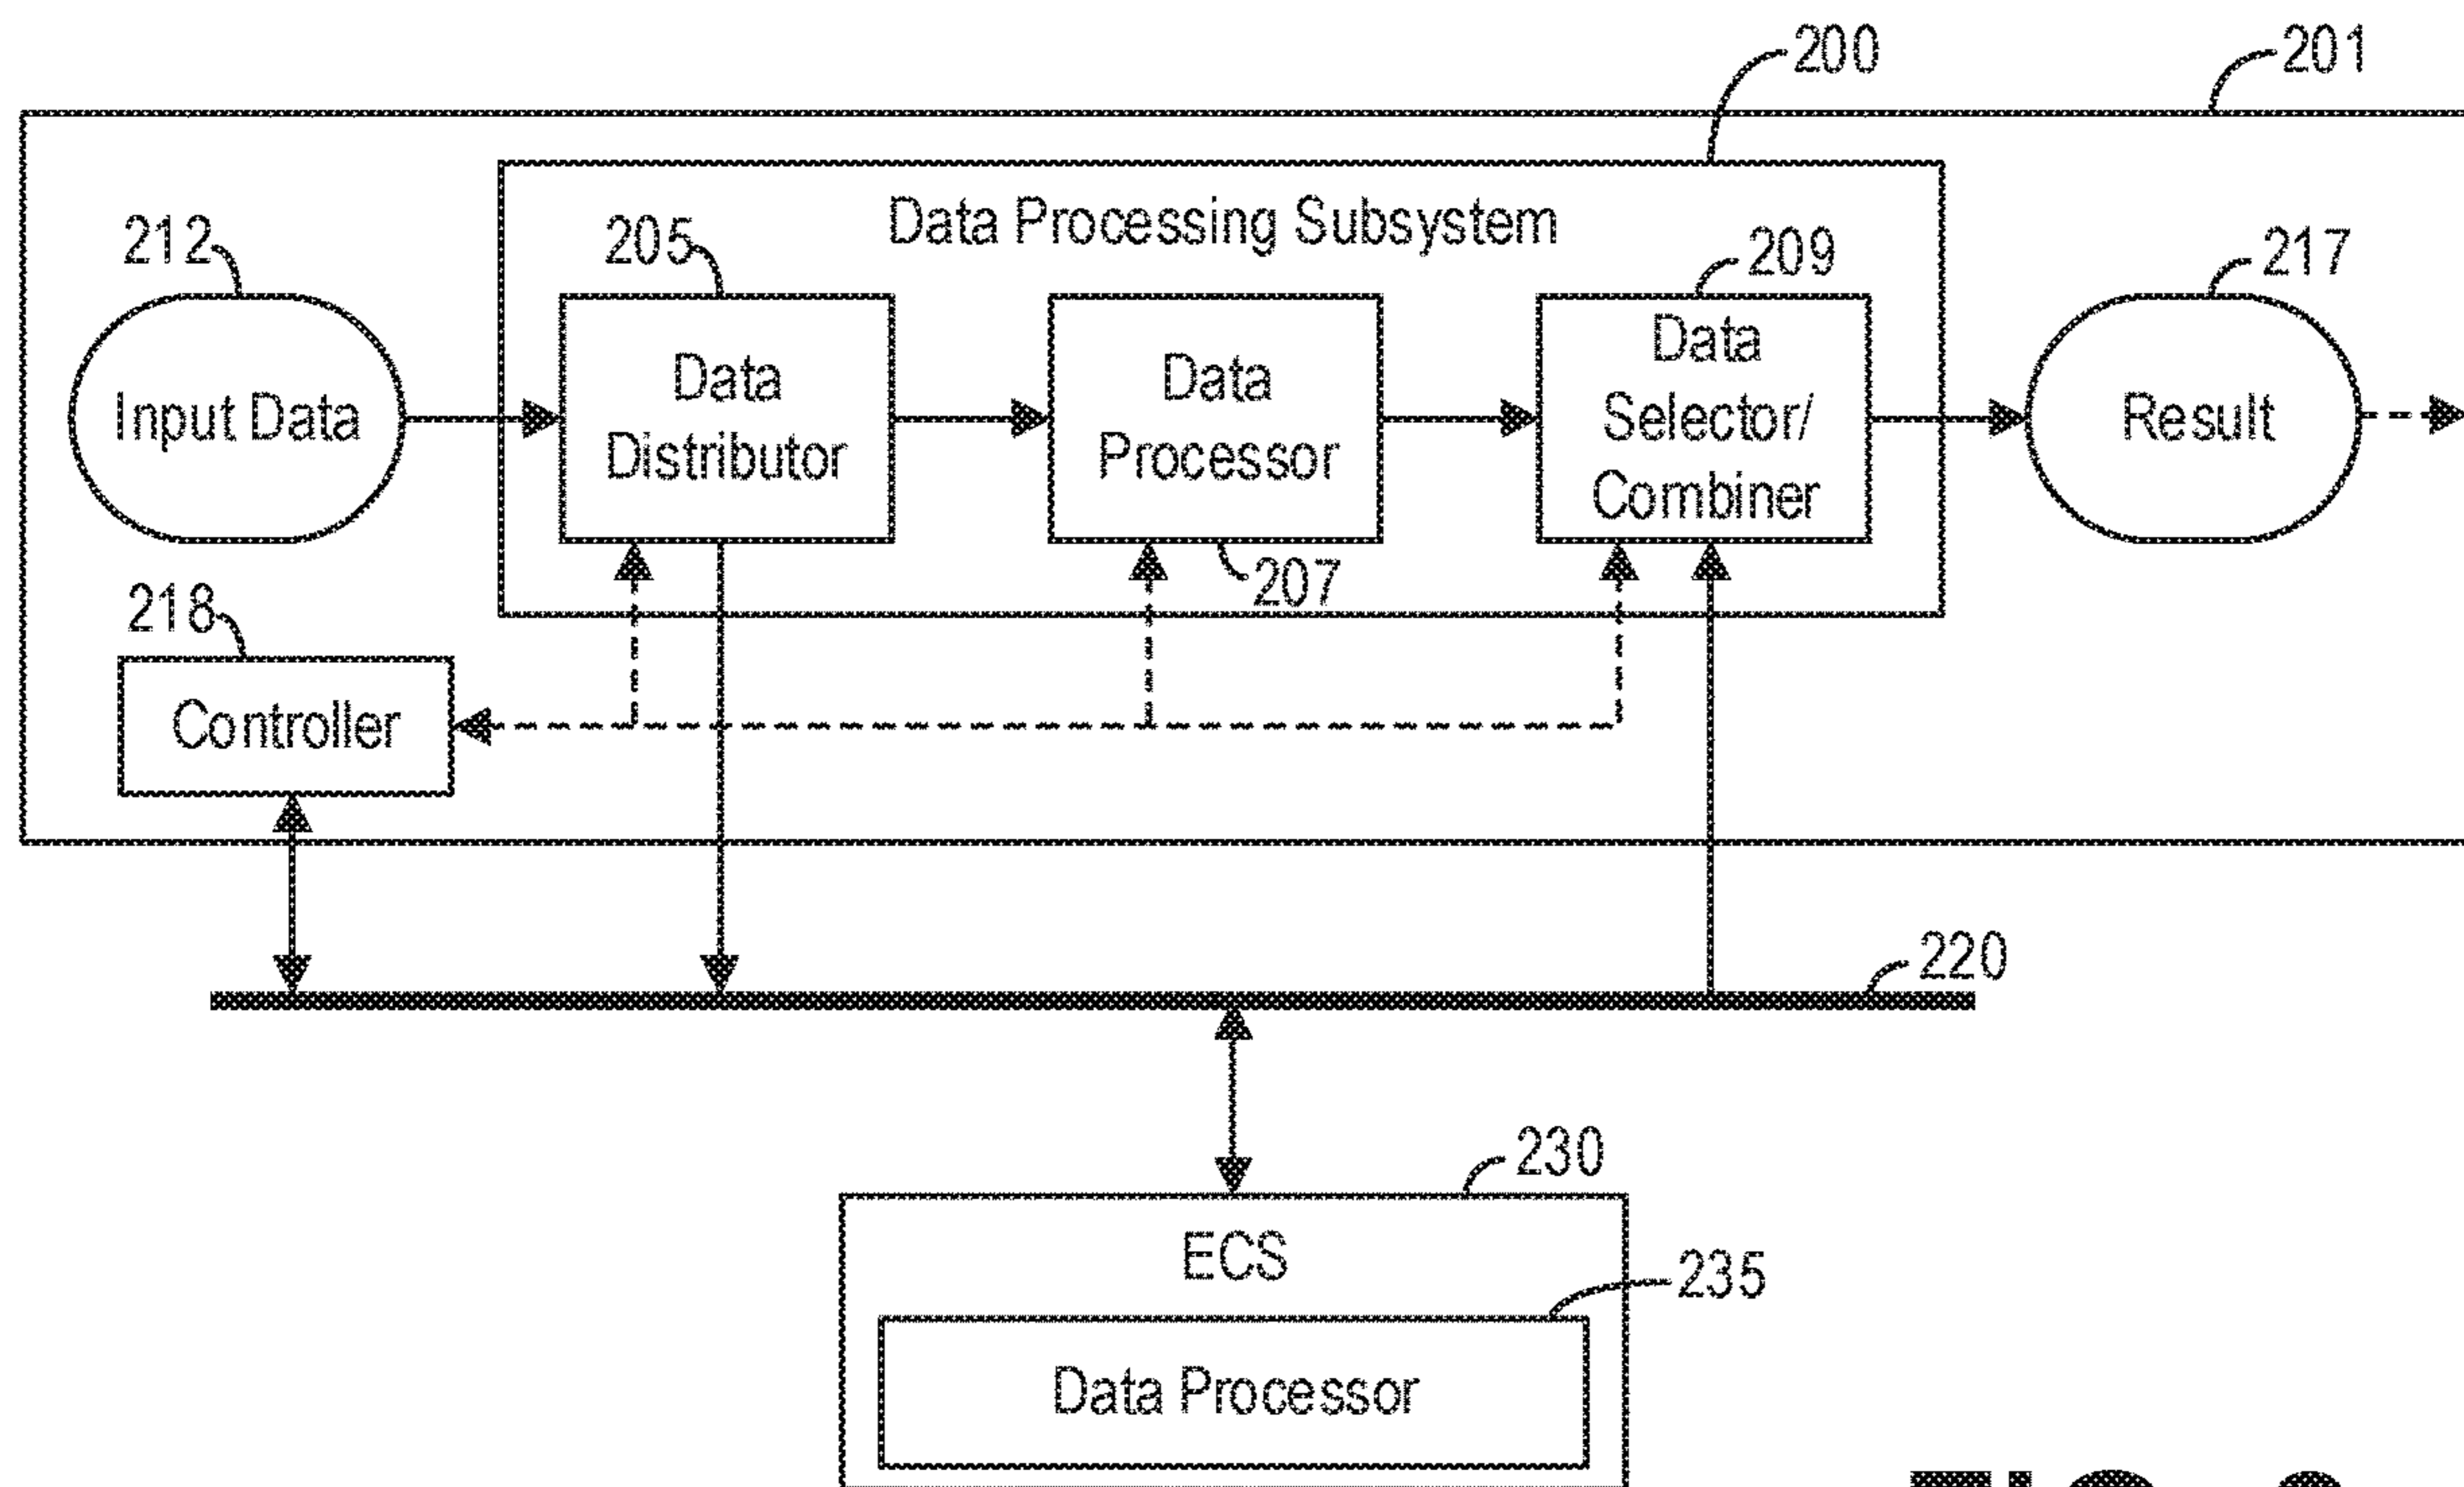 200
201
Data Processing Subsystem
212
205
209
217
Input Data
Data
Distributor
Data
Processor
Data
Selector/
Combiner
Result
207
218
Controller
220
230
ECS
235
Data Processor